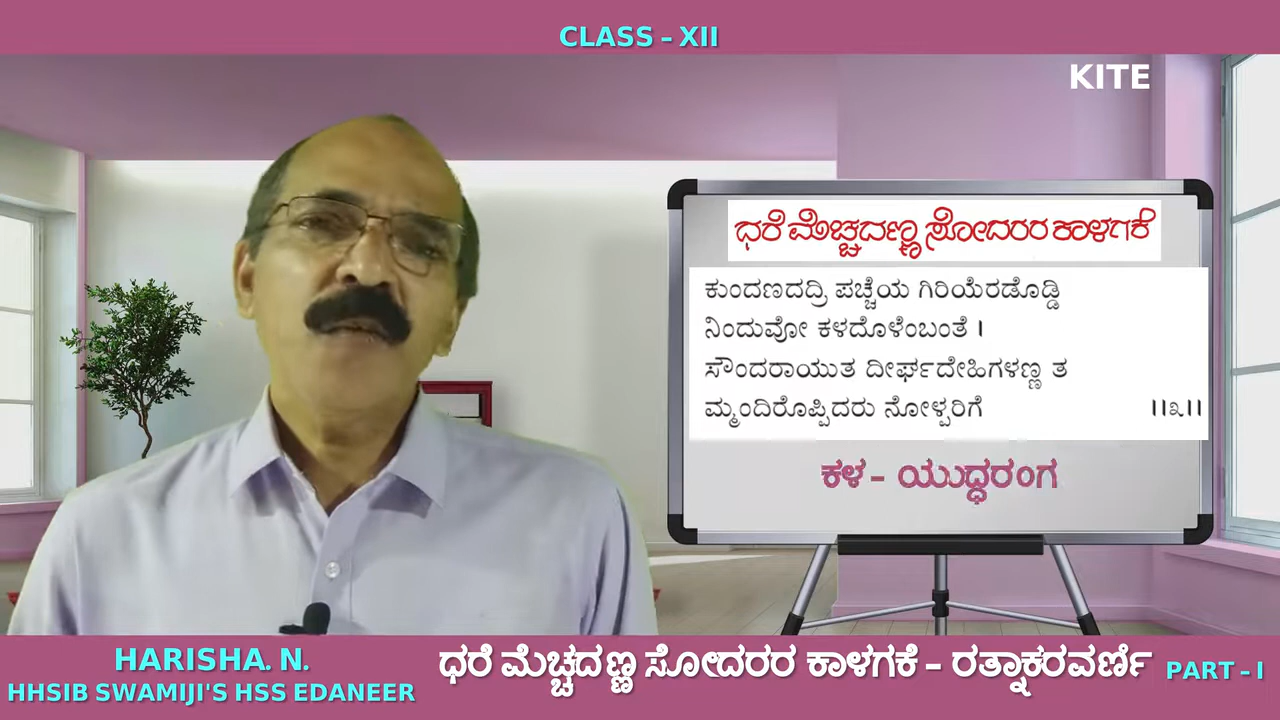 CLASS – XII
KITE
ಧರೆ ಮೆಚ್ಚದಣ್ಣ ಸೋದರರ ಕಾಳಗಕೆ
ಕುಂದಣದದ್ರಿ ಪಚ್ಚೆಯ ಗಿರಿಯೆರಡೊಡ್ಡಿ
ನಿಂದುವೋ ಕಳದೊಳೆಂಬಂತೆ ।
ಸೌಂದರಾಯುತ ದೀರ್ಘದೇಹಿಗಳಣ್ಣ ತ
ಮ್ಮಂದಿರೊಪ್ಪಿದರು ನೋಳ್ಪರಿಗೆ ।।೩।।
ಕಳ – ಯುದ್ಧರಂಗ
HARISHA. N.
HHSIB SWAMIJI'S HSS EDANEER
ಧರೆ ಮೆಚ್ಚದಣ್ಣ ಸೋದರರ ಕಾಳಗಕೆ – ರತ್ನಾಕರವರ್ಣಿ PART – I